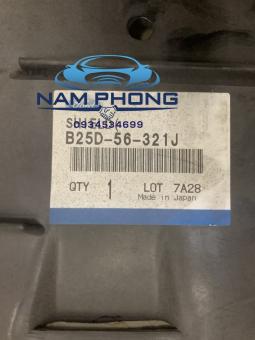 NAM PHONG
0934534699
B25D-56-321J
QTY 1 LOT 7A28
Made in Japan